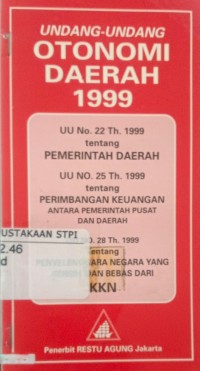 UNDANG-UNDANG
OTONOMI
DAERAH
1999
UU No. 22 Th. 1999
tentang
PEMERINTAH DAERAH
UU NO. 25 Th. 1999
tentang
PERIMBANGAN KEUANGAN
ANTARA PEMERINTAH PUSAT
DAN DAERAH
USTAKAAN STPI
2.46
d
NO. 28 Th. 1999
tentang
NEGARA YANG
DAN BEBAS DARI
KKN
Penerbit RESTU AGUNG Jakarta